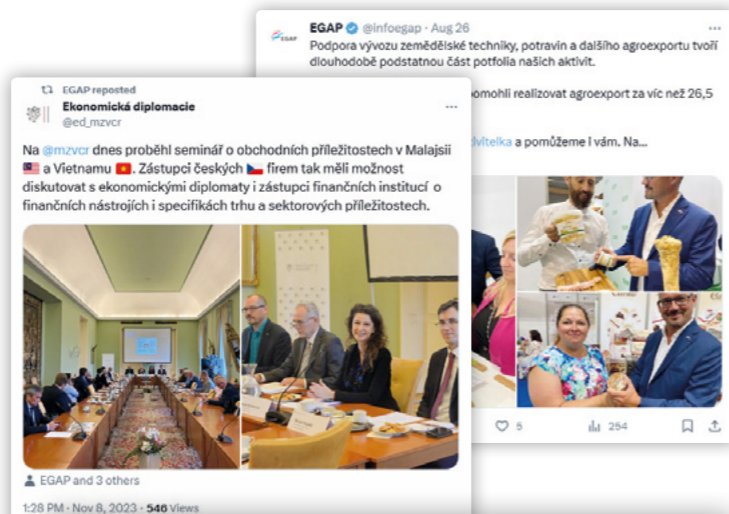 EGAP @infoegap · Aug 26
EGAP
Podpora vývozu zemědělské techniky, potravin a dalšího agroexportu tvoří
dlouhodobě podstatnou část potfolia našich aktivit.
pomohli realizovat agroexport za víc než 26,5
živitelka a pomůžeme i vám. Na...
5
254
EGAP reposted
Ekonomická diplomacie
@ed_mzvcr
Na @mzvcr dnes proběhl seminář o obchodních příležitostech v Malajsii
a Vietnamu. Zástupci českých firem tak měli možnost
diskutovat s ekonomickými diplomaty i zástupci finančních institucí o
finančních nástrojích i specifikách trhu a sektorových příležitostech.
EGAP and 3 others
1:28 PM · Nov 8, 2023 · 546 Views